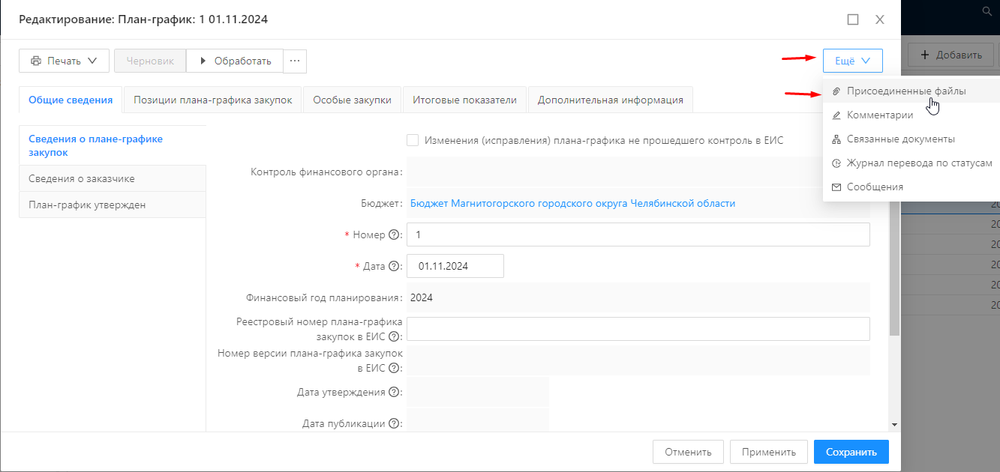 Редактирование: План-график: 1 01.11.2024
Печать
Черновик
Обработать
...
Ещё
Добавить
Общие сведения
Позиции плана-графика закупок
Особые закупки
Итоговые показатели
Дополнительная информация
Присоединенные файлы
Комментарии
Связанные документы
Журнал перевода по статусам
Сообщения
Сведения о плане-графике
закупок
Сведения о заказчике
План-график утвержден
Изменения (исправления) плана-графика не прошедшего контроль в ЕИС
Контроль финансового органа:
Бюджет: Бюджет Магнитогорского городского округа Челябинской области
* Номер ?: 1
* Дата ?: 01.11.2024
Финансовый год планирования: 2024
Реестровый номер плана-графика
закупок в ЕИС ?:
Номер версии плана-графика закупок
в ЕИС ?:
Дата утверждения ?:
Дата публикации ?:
20
20
20
20
20
20
Отменить
Применить
Сохранить